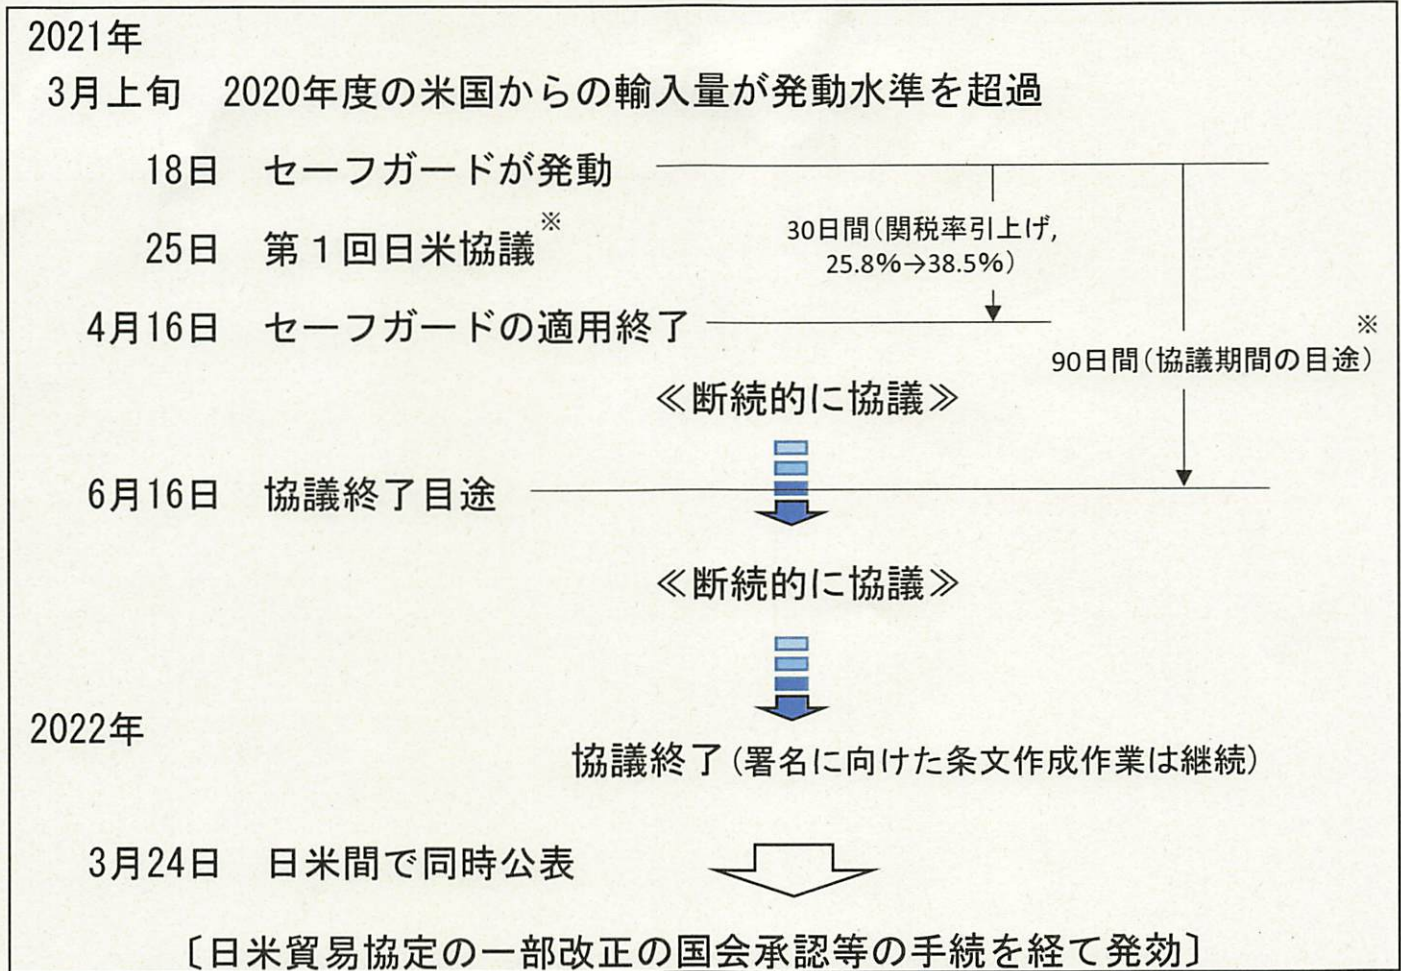 2021年
3月上旬 2020年度の米国からの輸入量が発動水準を超過
18日 セーフガードが発動
30日間(関税率引上げ,
25.8%→38.5%)
25日 第１回日米協議※
4月16日 セーフガードの適用終了
※
90日間(協議期間の目途)
≪断続的に協議≫
6月16日 協議終了目途
≪断続的に協議≫
2022年
協議終了(署名に向けた条文作成作業は継続)
3月24日 日米間で同時公表
〔日米貿易協定の一部改正の国会承認等の手続を経て発効〕